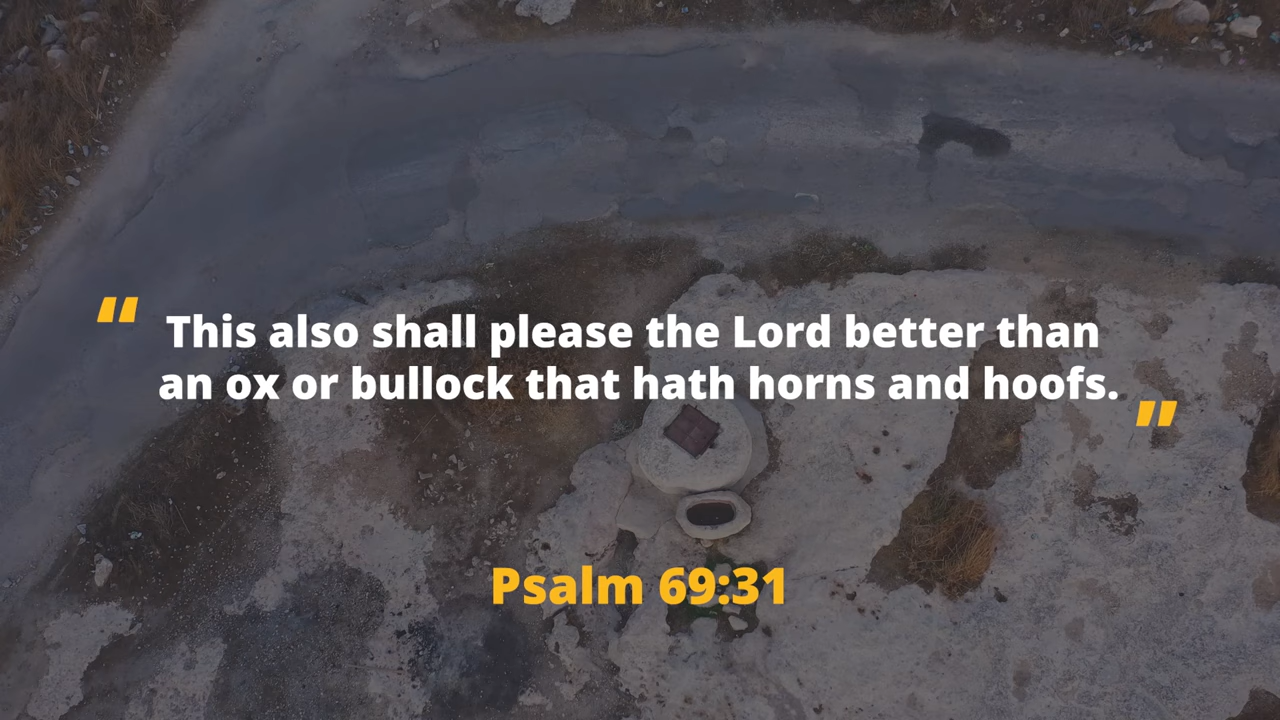 “ This also shall please the Lord better than
an ox or bullock that hath horns and hoofs. ”
Psalm 69:31